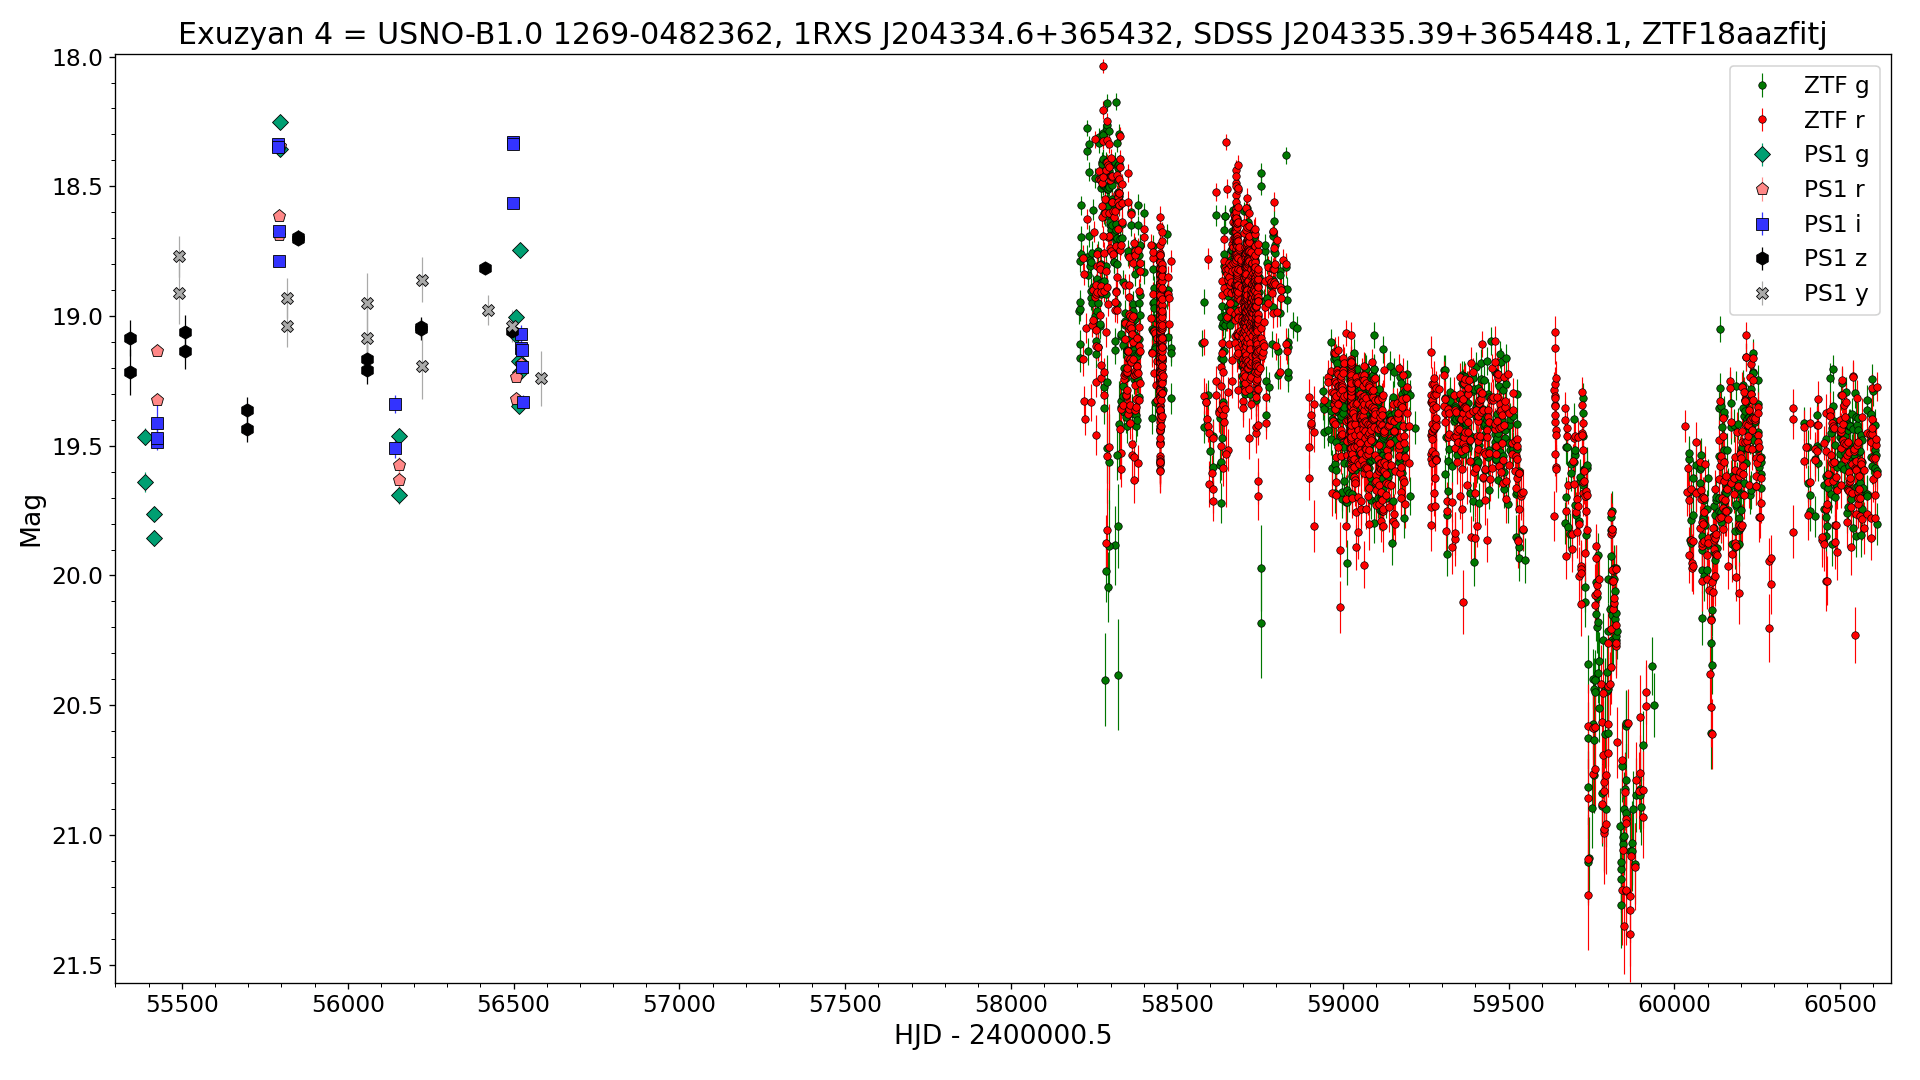 Exuzyan 4 = USNO-B1.0 1269-0482362, 1RXS J204334.6+365432, SDSS J204335.39+365448.1, ZTF18aazfitj
18.0
18.5
19.0
19.5
20.0
20.5
21.0
21.5
Mag
ZTF g
ZTF r
PS1 g
PS1 r
PS1 i
PS1 z
PS1 y
55500 56000 56500 57000 57500 58000 58500 59000 59500 60000 60500
HJD - 2400000.5